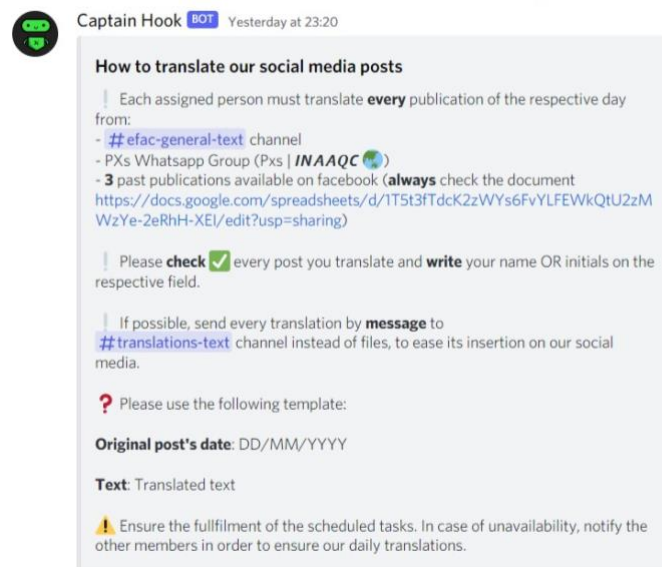 Captain Hook BOT Yesterday at 23:20
How to translate our social media posts
❕ Each assigned person must translate every publication of the respective day
from:
- # efac-general-text channel
- PXs Whatsapp Group (Pxs | INAAQC 🌏)
- 3 past publications available on facebook (always check the document
https://docs.google.com/spreadsheets/d/1T5t3fTdcK2zWYs6FvYLFEWkQtU2zM
WzYe-2eRhH-XEI/edit?usp=sharing)
❕ Please check ✅ every post you translate and write your name OR initials on the
respective field.
❕ If possible, send every translation by message to
# translations-text channel instead of files, to ease its insertion on our social
media.
❓ Please use the following template:
Original post's date: DD/MM/YYYY
Text: Translated text
⚠️ Ensure the fullfilment of the scheduled tasks. In case of unavailability, notify the
other members in order to ensure our daily translations.